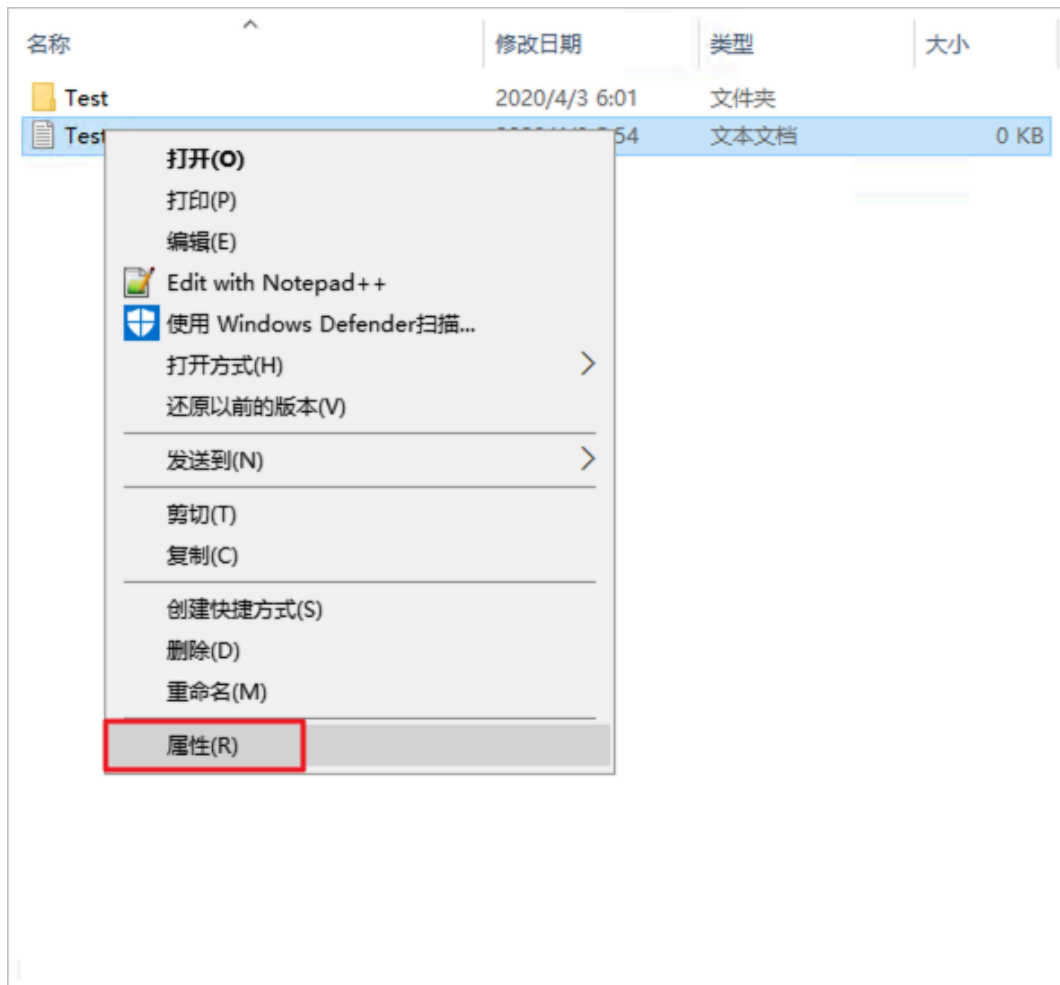 名称 修改日期 类型 大小
Test 2020/4/3 6:01 文件夹
Test 54 文本文档 0 KB
打开(O)
打印(P)
编辑(E)
Edit with Notepad++
使用 Windows Defender扫描...
打开方式(H)
还原以前的版本(V)
发送到(N)
剪切(T)
复制(C)
创建快捷方式(S)
删除(D)
重命名(M)
属性(R)